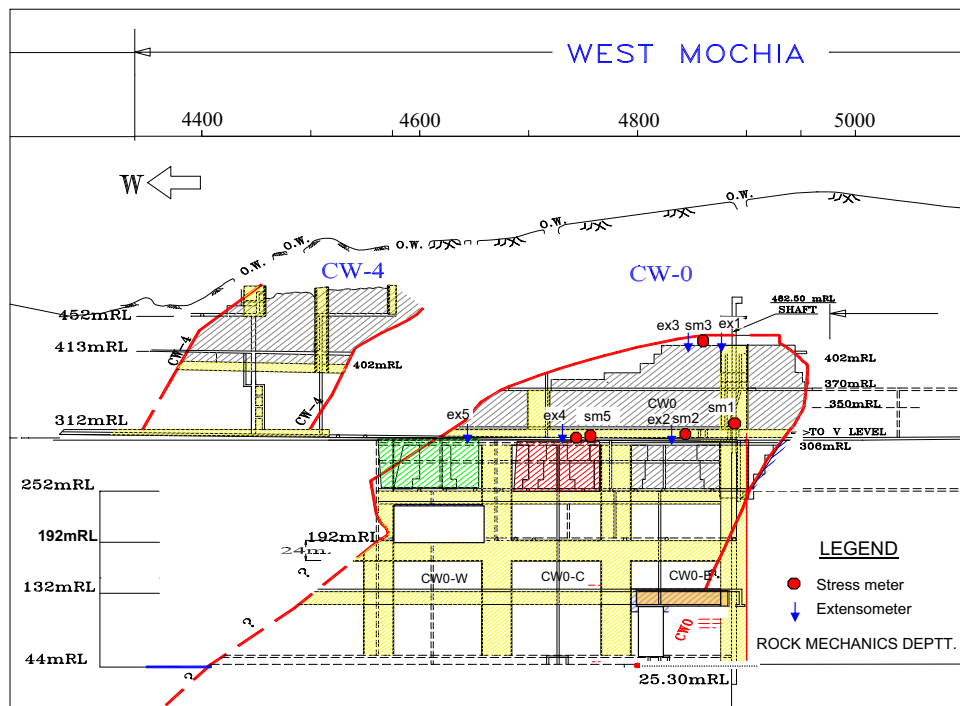 WEST MOCHIA
4400 4600 4800 5000
W
O.W. O.W. O.W. O.W. O.W. O.W.
CW-4 CW-0
482.50 mRL
SHAFT
452mRL
ex3 sm3 ex1
413mRL
CW-4
402mRL
402mRL
370mRL
350mRL
312mRL
CW-4
ex5 ex4 sm5 CW0 ex2 sm2 sm1
TO V LEVEL
306mRL
252mRL
192mRL
192mRL
24m.
LEGEND
132mRL
CW0-W CW0-C CW0-E
Stress meter
Extensometer
?
?
CW0
ROCK MECHANICS DEPTT.
44mRL
?
25.30mRL